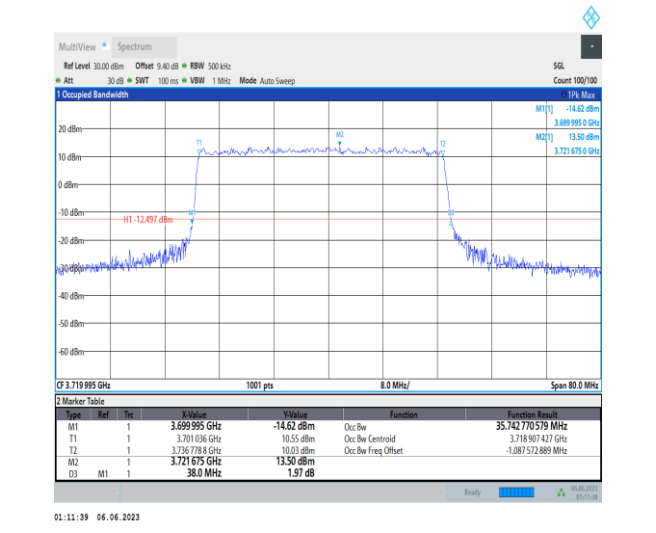 MultiView Spectrum
Ref Level 30.00 dBm Offset 9.40 dB RBW 500 kHz SGL
Att 30 dB SWT 100 ms VBW 1 MHz Mode Auto Sweep Count 100/100
1 Occupied Bandwidth 1Pk Max
M1[1] -14.62 dBm
3.699 995 0 GHz
M2[1] 13.50 dBm
3.721 675 0 GHz
20 dBm
M2
T1 T2
10 dBm
0 dBm
-10 dBm
M1 D3
H1 -12.497 dBm
-20 dBm
-30 dBm
-40 dBm
-50 dBm
-60 dBm
CF 3.719 995 GHz 1001 pts 8.0 MHz/ Span 80.0 MHz
2 Marker Table
Type Ref Trc X-Value Y-Value Function Function Result
M1 1 3.699 995 GHz -14.62 dBm Occ Bw 35.742 770 579 MHz
T1 1 3.701 036 GHz 10.55 dBm Occ Bw Centroid 3.718 907 427 GHz
T2 1 3.736 778 8 GHz 10.03 dBm Occ Bw Freq Offset -1.087 572 889 MHz
M2 1 3.721 675 GHz 13.50 dBm
D3 M1 1 38.0 MHz 1.97 dB
Ready 06.06.2023
01:11:38
01:11:39 06.06.2023